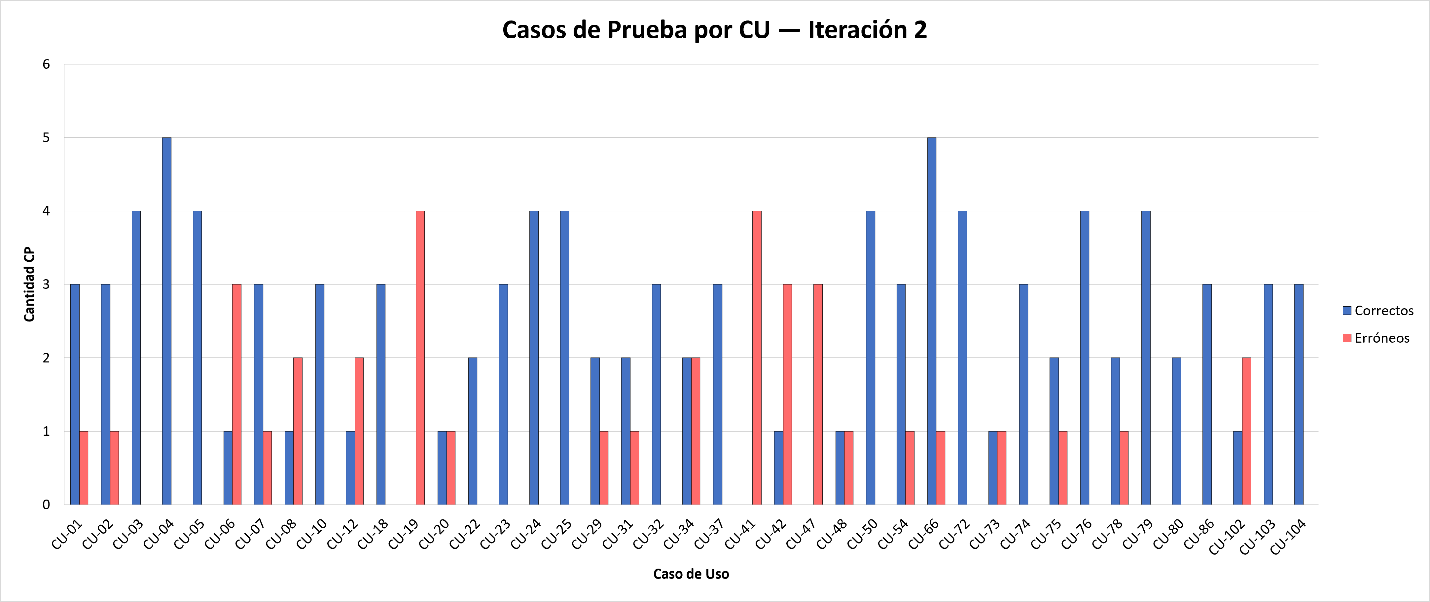 Casos de Prueba por CU — Iteración 2
6
5
4
3
2
1
0
Cantidad CP
CU-01
CU-02
CU-03
CU-04
CU-05
CU-06
CU-07
CU-08
CU-10
CU-12
CU-18
CU-19
CU-20
CU-22
CU-23
CU-24
CU-25
CU-29
CU-31
CU-32
CU-34
CU-37
CU-41
CU-42
CU-47
CU-48
CU-50
CU-54
CU-66
CU-72
CU-73
CU-74
CU-75
CU-76
CU-78
CU-79
CU-80
CU-86
CU-102
CU-103
CU-104
Caso de Uso
Correctos
Erróneos